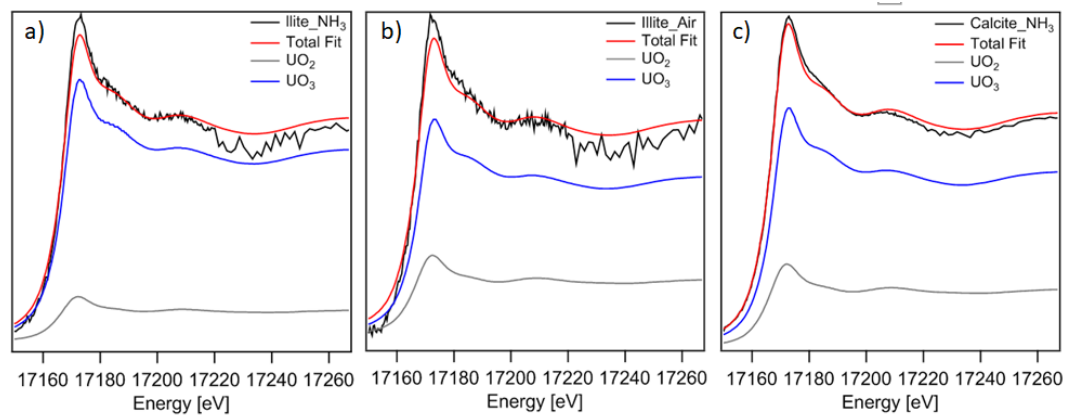 a)
Ilite_NH₃
Total Fit
UO₂
UO₃
17160 17180 17200 17220 17240 17260
Energy [eV]
b)
Illite_Air
Total Fit
UO₂
UO₃
17160 17180 17200 17220 17240 17260
Energy [eV]
c)
Calcite_NH₃
Total Fit
UO₂
UO₃
17160 17180 17200 17220 17240 17260
Energy [eV]